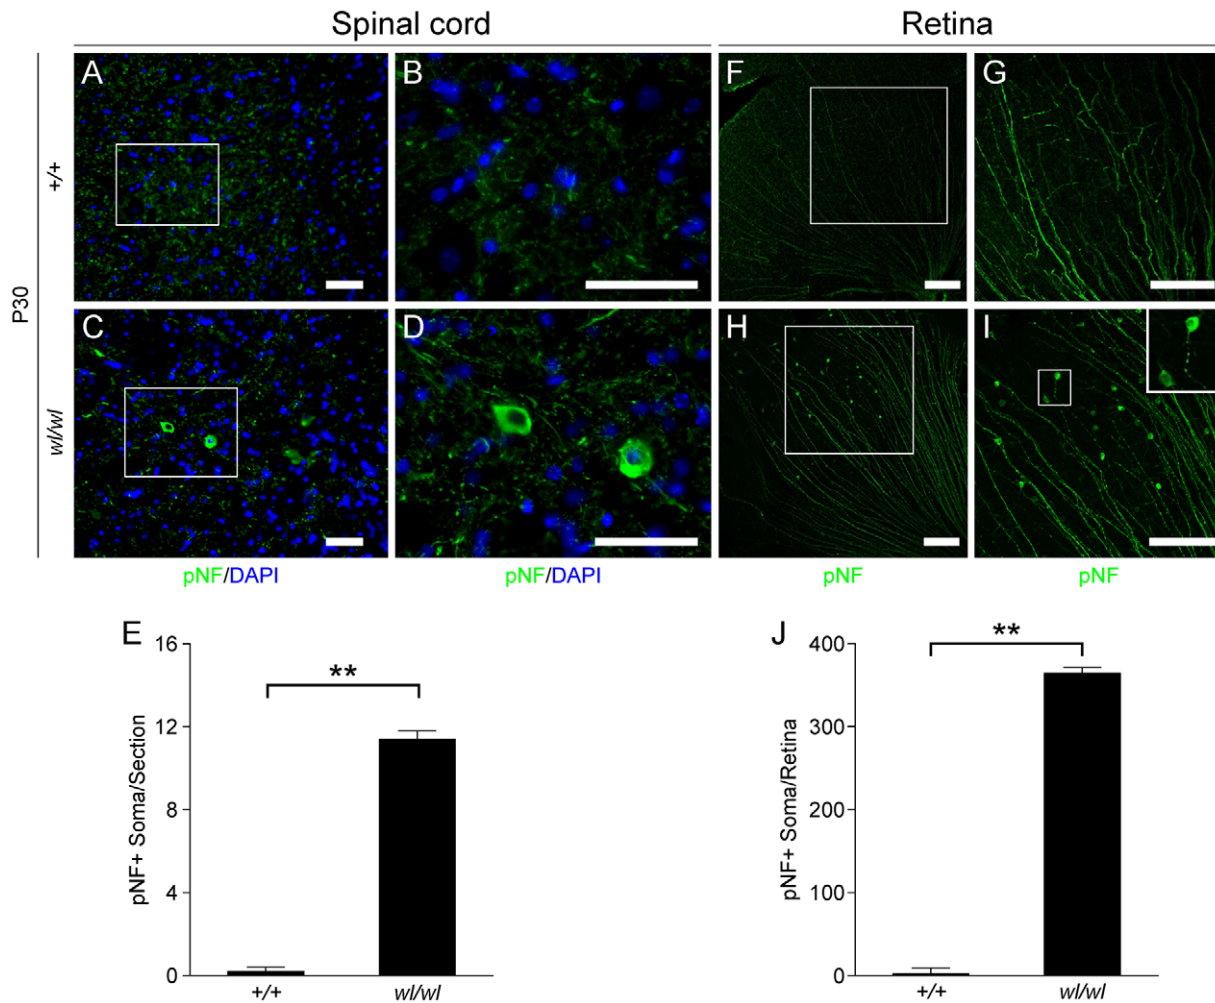 Spinal cord
Retina
A
B
F
G
+/+
P30
C
D
H
I
wl/wl
pNF/DAPI
pNF/DAPI
pNF
pNF
E
16
12
8
4
0
pNF+ Soma/Section
**
+/+
wl/wl
J
400
300
200
100
0
pNF+ Soma/Retina
**
+/+
wl/wl